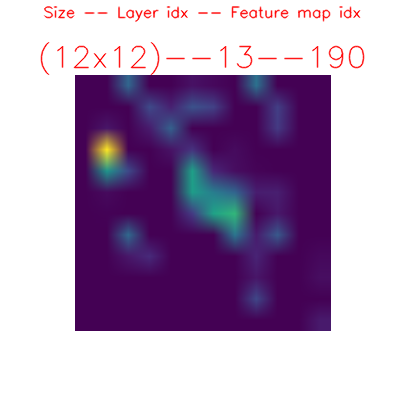 Size -- Layer idx -- Feature map idx
(12x12)--13--190